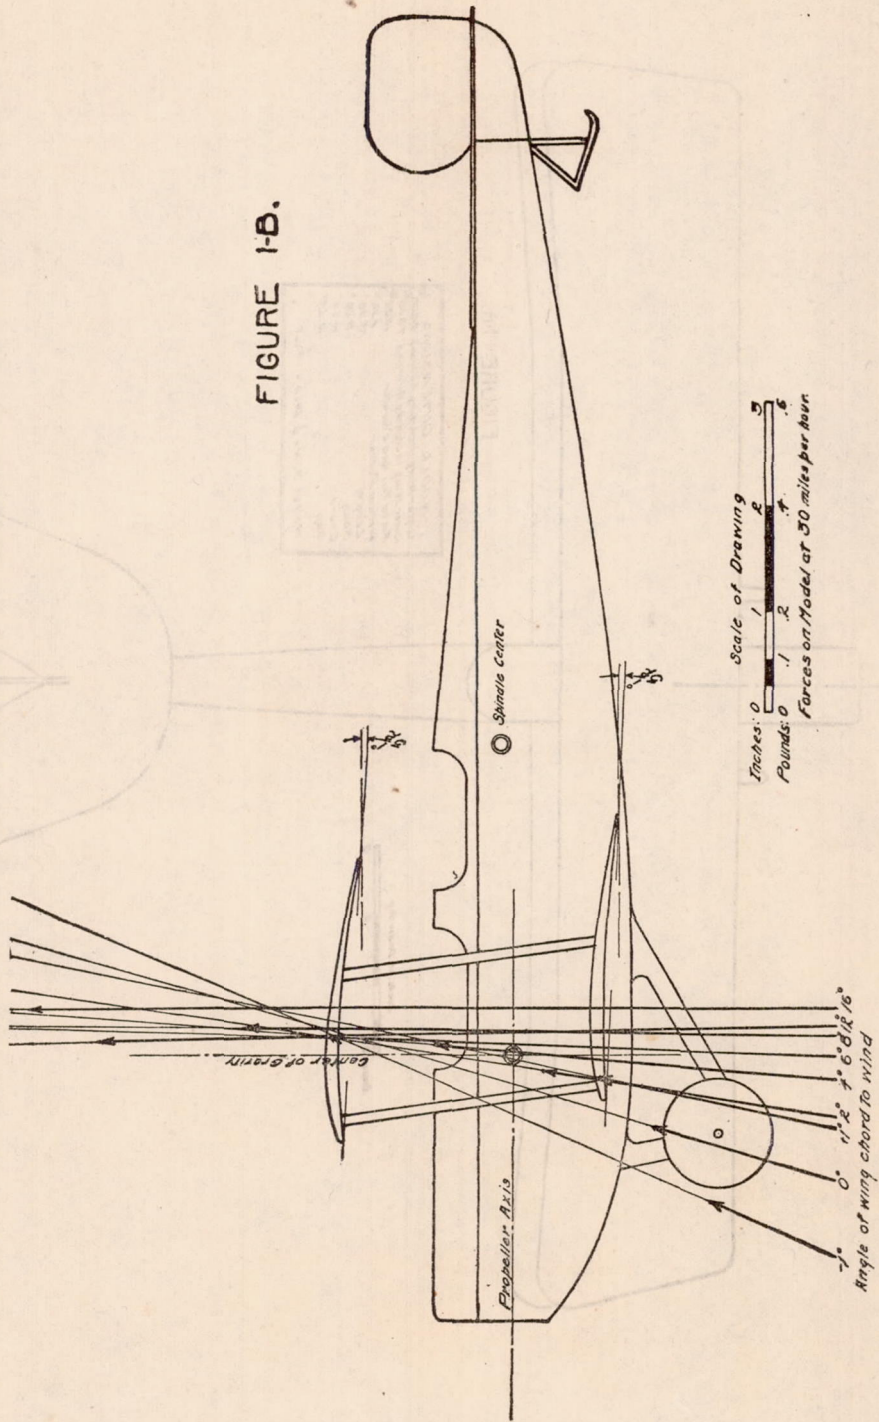 FIGURE 1-B.
Center of Gravity
Spindle Center
Propeller Axis
Scale of Drawing
Inches: 0 1 2 3
Pounds: 0 .1 .2 .4 .6
Forces on Model at 30 miles per hour.
-1° 0° +1° 2° 4° 6° 8° 12° 16°
Angle of wing chord to wind